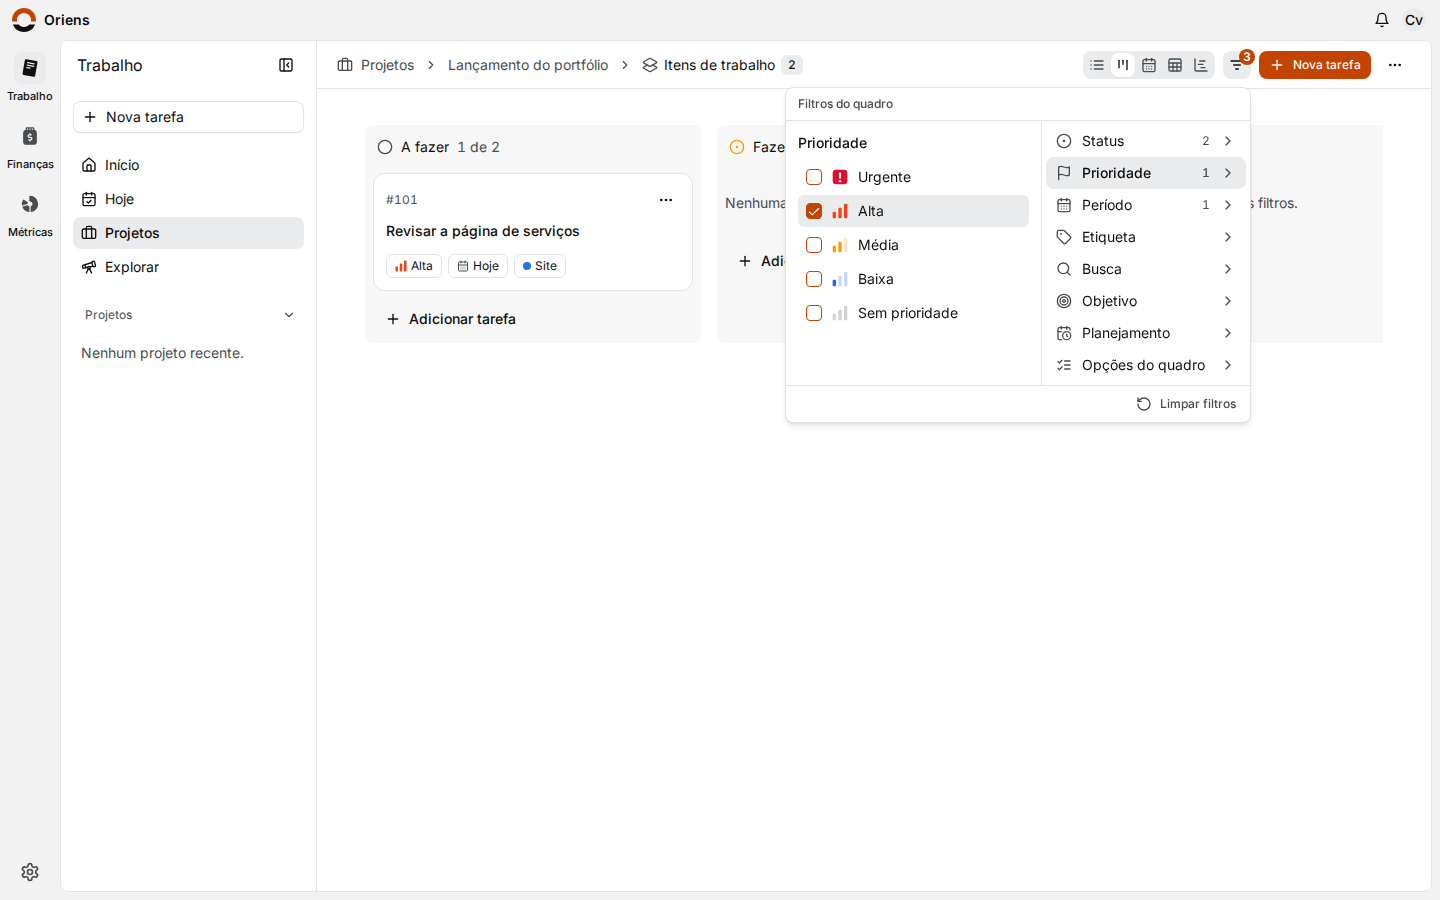 Oriens
Cv
Trabalho
Finanças
Métricas
Trabalho
Nova tarefa
Início
Hoje
Projetos
Explorar
Projetos
Nenhum projeto recente.
Projetos
Lançamento do portfólio
Itens de trabalho 2
3
Nova tarefa
A fazer 1 de 2
#101
Revisar a página de serviços
Alta
Hoje
Site
Adicionar tarefa
Filtros do quadro
Prioridade
Urgente
Alta
Média
Baixa
Sem prioridade
Status 2
Prioridade 1
Período 1
Etiqueta
Busca
Objetivo
Planejamento
Opções do quadro
Limpar filtros
filtros.